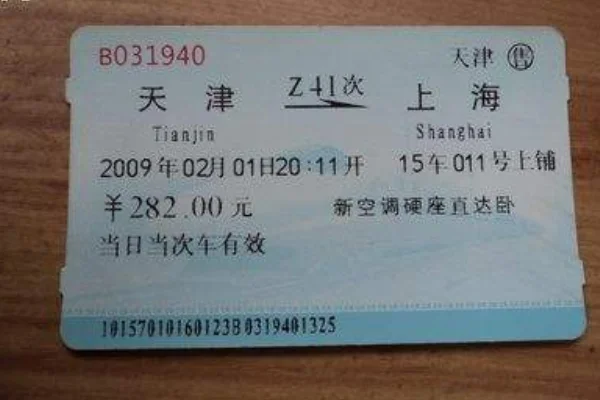 B031940 天津 售
天津 Z41次 上海
Tianjin Shanghai
2009年02月01日20:11开 15车011号上铺
￥282.00元 新空调硬座直达卧
当日当次车有效
10157010160123B0319401325